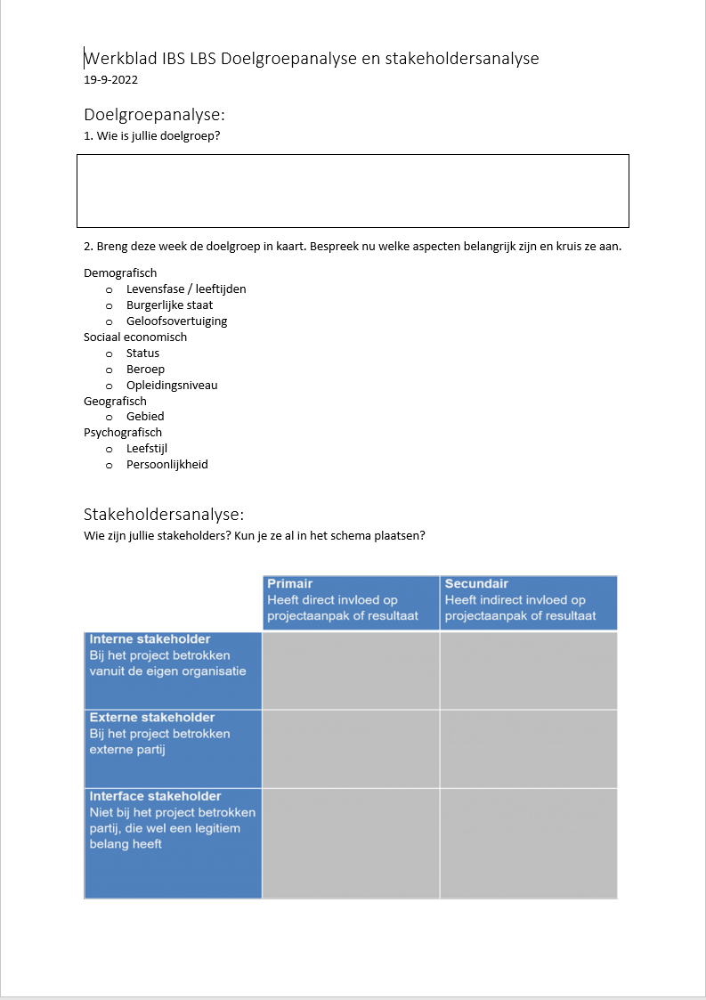 Werkblad IBS LBS Doelgroepanalyse en stakeholdersanalyse
19-9-2022
Doelgroepanalyse:
1. Wie is jullie doelgroep?
2. Breng deze week de doelgroep in kaart. Bespreek nu welke aspecten belangrijk zijn en kruis ze aan.
Demografisch
o Levensfase / leeftijden
o Burgerlijke staat
o Geloofsovertuiging
Sociaal economisch
o Status
o Beroep
o Opleidingsniveau
Geografisch
o Gebied
Psychografisch
o Leefstijl
o Persoonlijkheid
Stakeholdersanalyse:
Wie zijn jullie stakeholders? Kun je ze al in het schema plaatsen?
Primair
Heeft direct invloed op
projectaanpak of resultaat
Secundair
Heeft indirect invloed op
projectaanpak of resultaat
Interne stakeholder
Bij het project betrokken
vanuit de eigen organisatie
Externe stakeholder
Bij het project betrokken
externe partij
Interface stakeholder
Niet bij het project betrokken
partij, die wel een legitiem
belang heeft